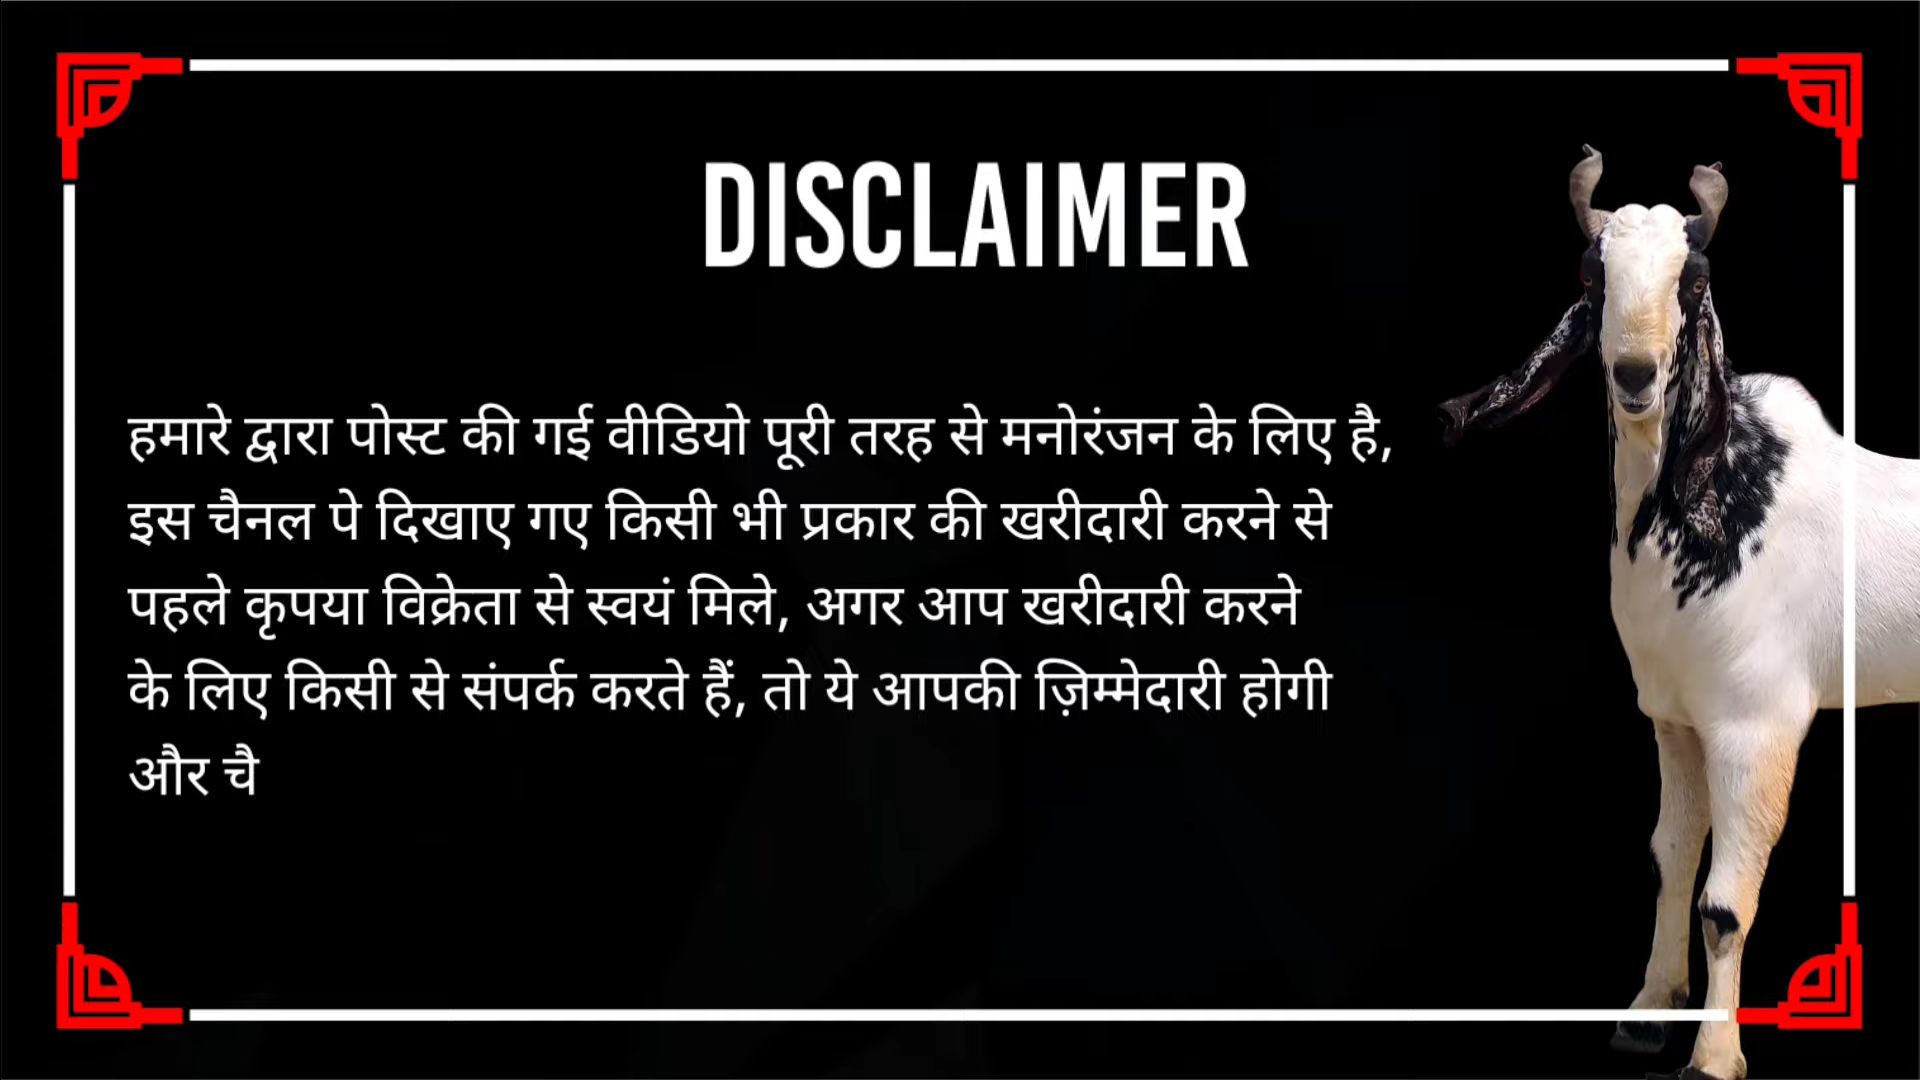 DISCLAIMER
हमारे द्वारा पोस्ट की गई वीडियो पूरी तरह से मनोरंजन के लिए है,
इस चैनल पे दिखाए गए किसी भी प्रकार की खरीदारी करने से
पहले कृपया विक्रेता से स्वयं मिले, अगर आप खरीदारी करने
के लिए किसी से संपर्क करते हैं, तो ये आपकी ज़िम्मेदारी होगी
और चै